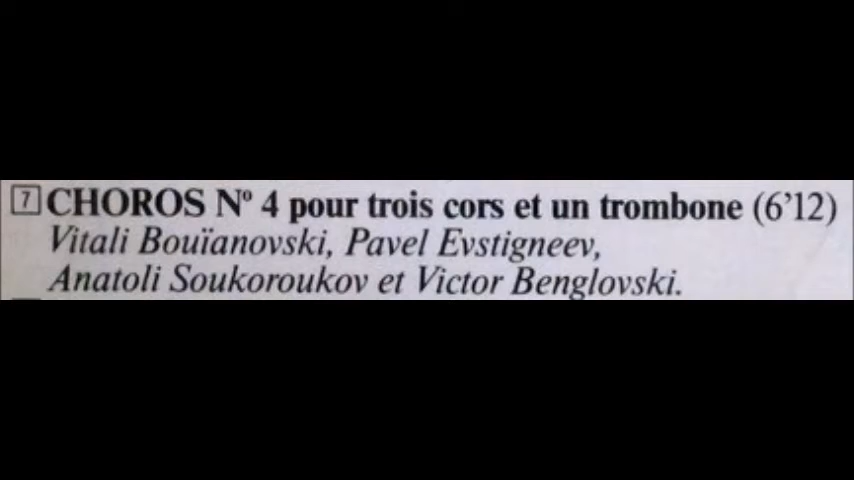 7 CHOROS Nº 4 pour trois cors et un trombone (6'12)
Vitali Bouïanovski, Pavel Evstigneev,
Anatoli Soukoroukov et Victor Benglovski.